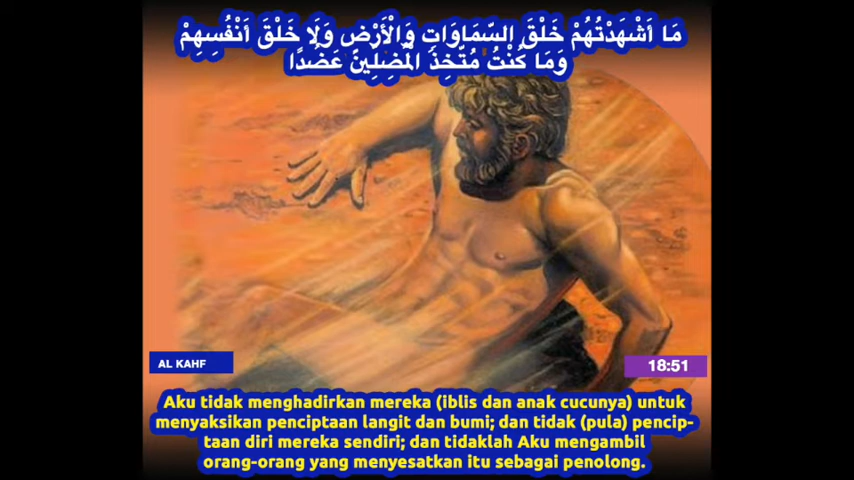 مَا أَشْهَدْتُهُمْ خَلْقَ السَّمَاوَاتِ وَالْأَرْضِ وَلَا خَلْقَ أَنْفُسِهِمْ
وَمَا كُنْتُ مُتَّخِذَ الْمُضِلِّينَ عَضُدًا
AL KAHF
18:51
Aku tidak menghadirkan mereka (iblis dan anak cucunya) untuk
menyaksikan penciptaan langit dan bumi; dan tidak (pula) pencip-
taan diri mereka sendiri; dan tidaklah Aku mengambil
orang-orang yang menyesatkan itu sebagai penolong.